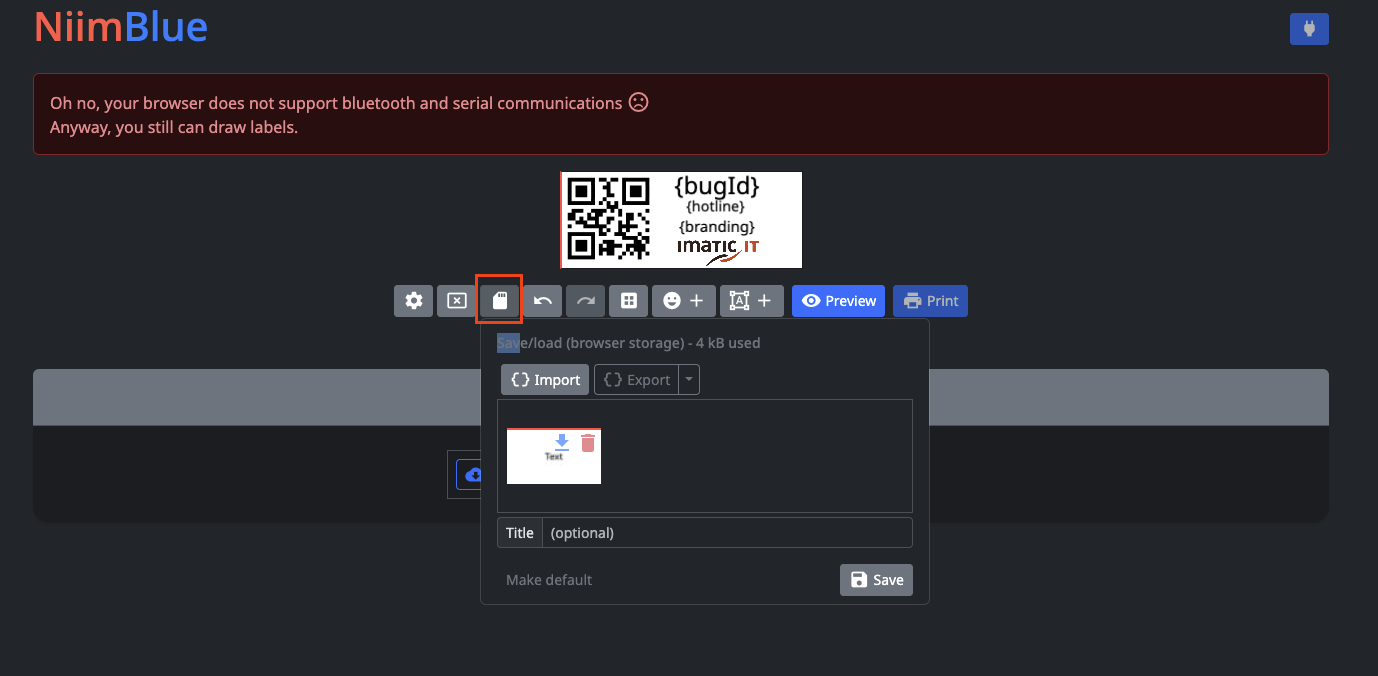 NiimBlue
Oh no, your browser does not support bluetooth and serial communications
Anyway, you still can draw labels.
{bugId}
{hotline}
{branding}
IMATIC IT
A
Preview
Print
Save/load (browser storage) - 4 kB used
Import
Export
Text
Title (optional)
Make default
Save